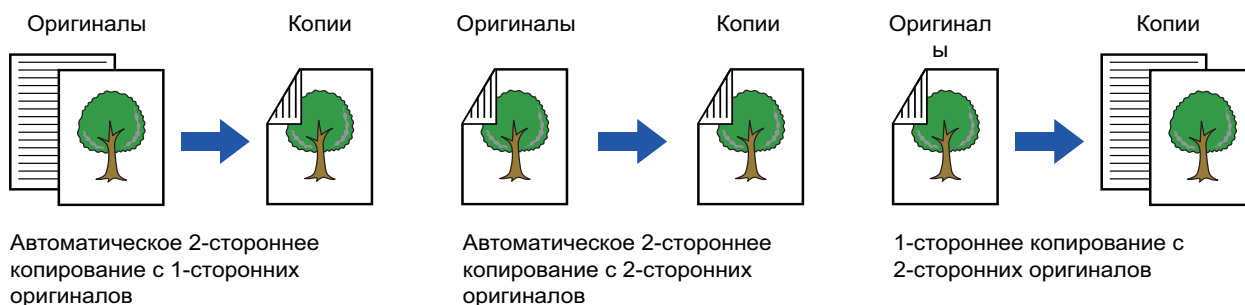 Оригиналы
Копии
Автоматическое 2-стороннее
копирование с 1-сторонних
оригиналов
Оригиналы
Копии
Автоматическое 2-стороннее
копирование с 2-сторонних
оригиналов
Оригинал
ы
Копии
1-стороннее копирование с
2-сторонних оригиналов